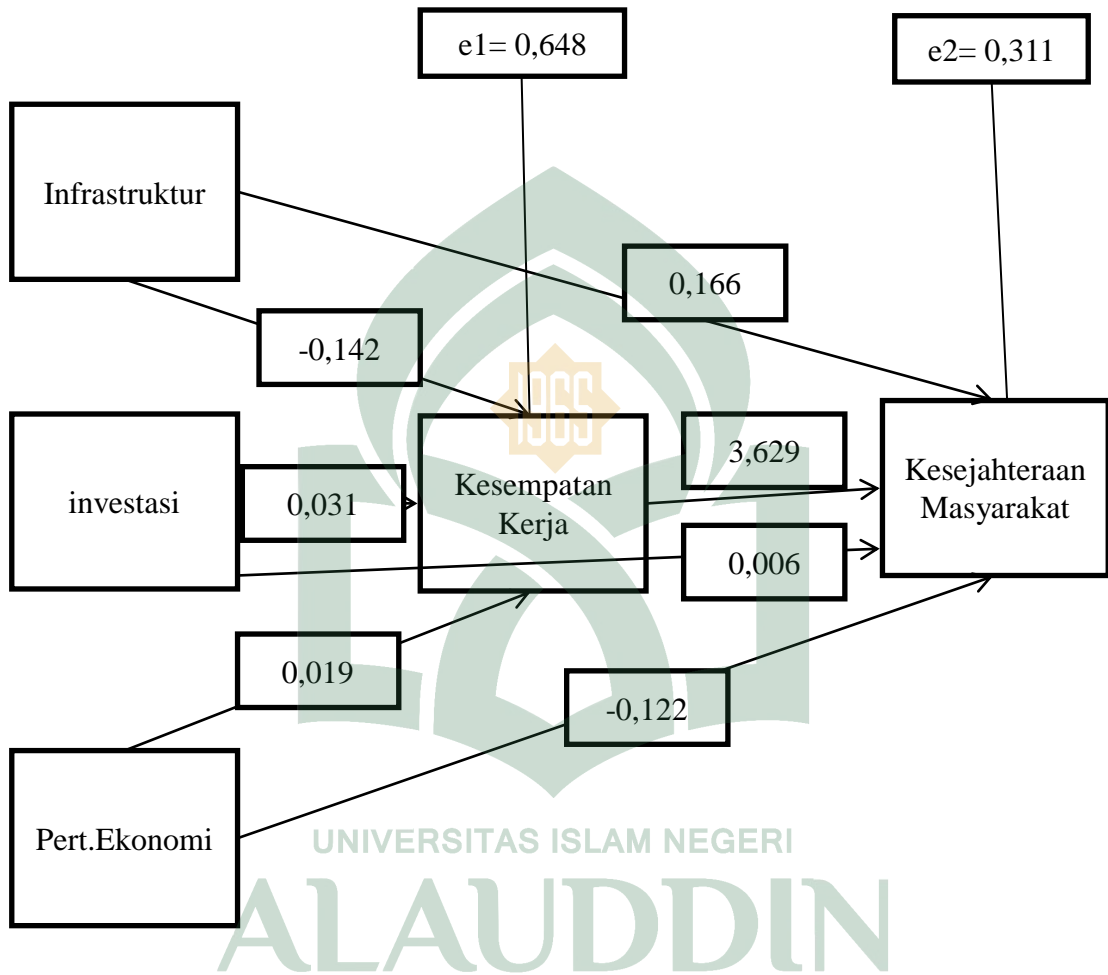 e1= 0,648
e2= 0,311
Infrastruktur
0,166
-0,142
1965
investasi
0,031
Kesempatan
Kerja
3,629
0,006
Kesejahteraan
Masyarakat
0,019
-0,122
Pert.Ekonomi
UNIVERSITAS ISLAM NEGERI
ALAUDDIN